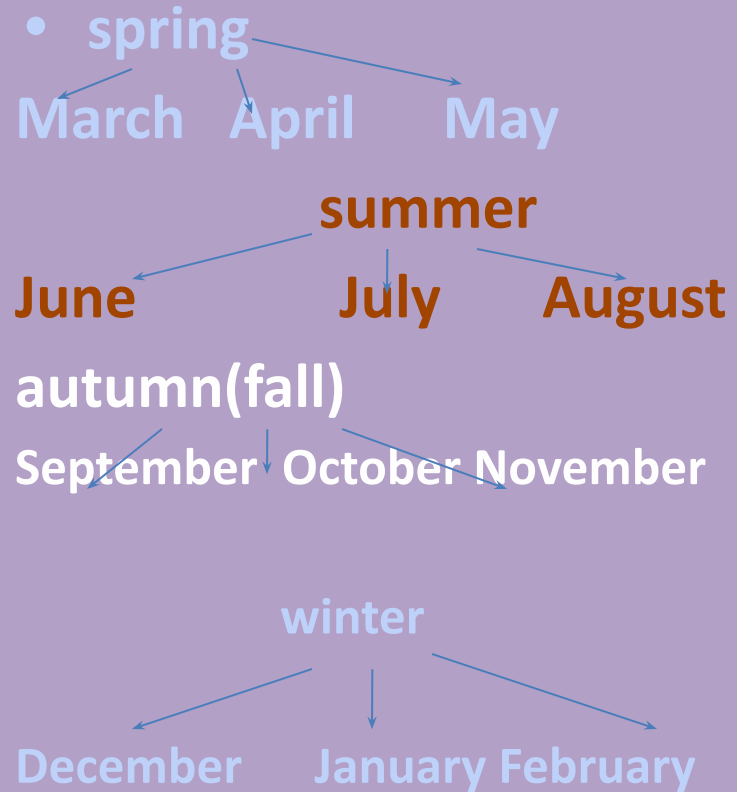 • spring
March April May
summer
June July August
autumn(fall)
September October November
winter
December January February